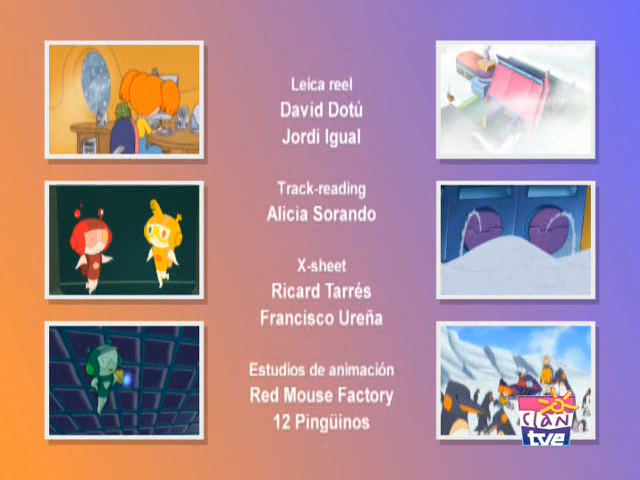 Leica reel
David Dotú
Jordi Igual
Track-reading
Alicia Sorando
X-sheet
Ricard Tarrés
Francisco Ureña
Estudios de animación
Red Mouse Factory
12 Pingüinos
clan
tve